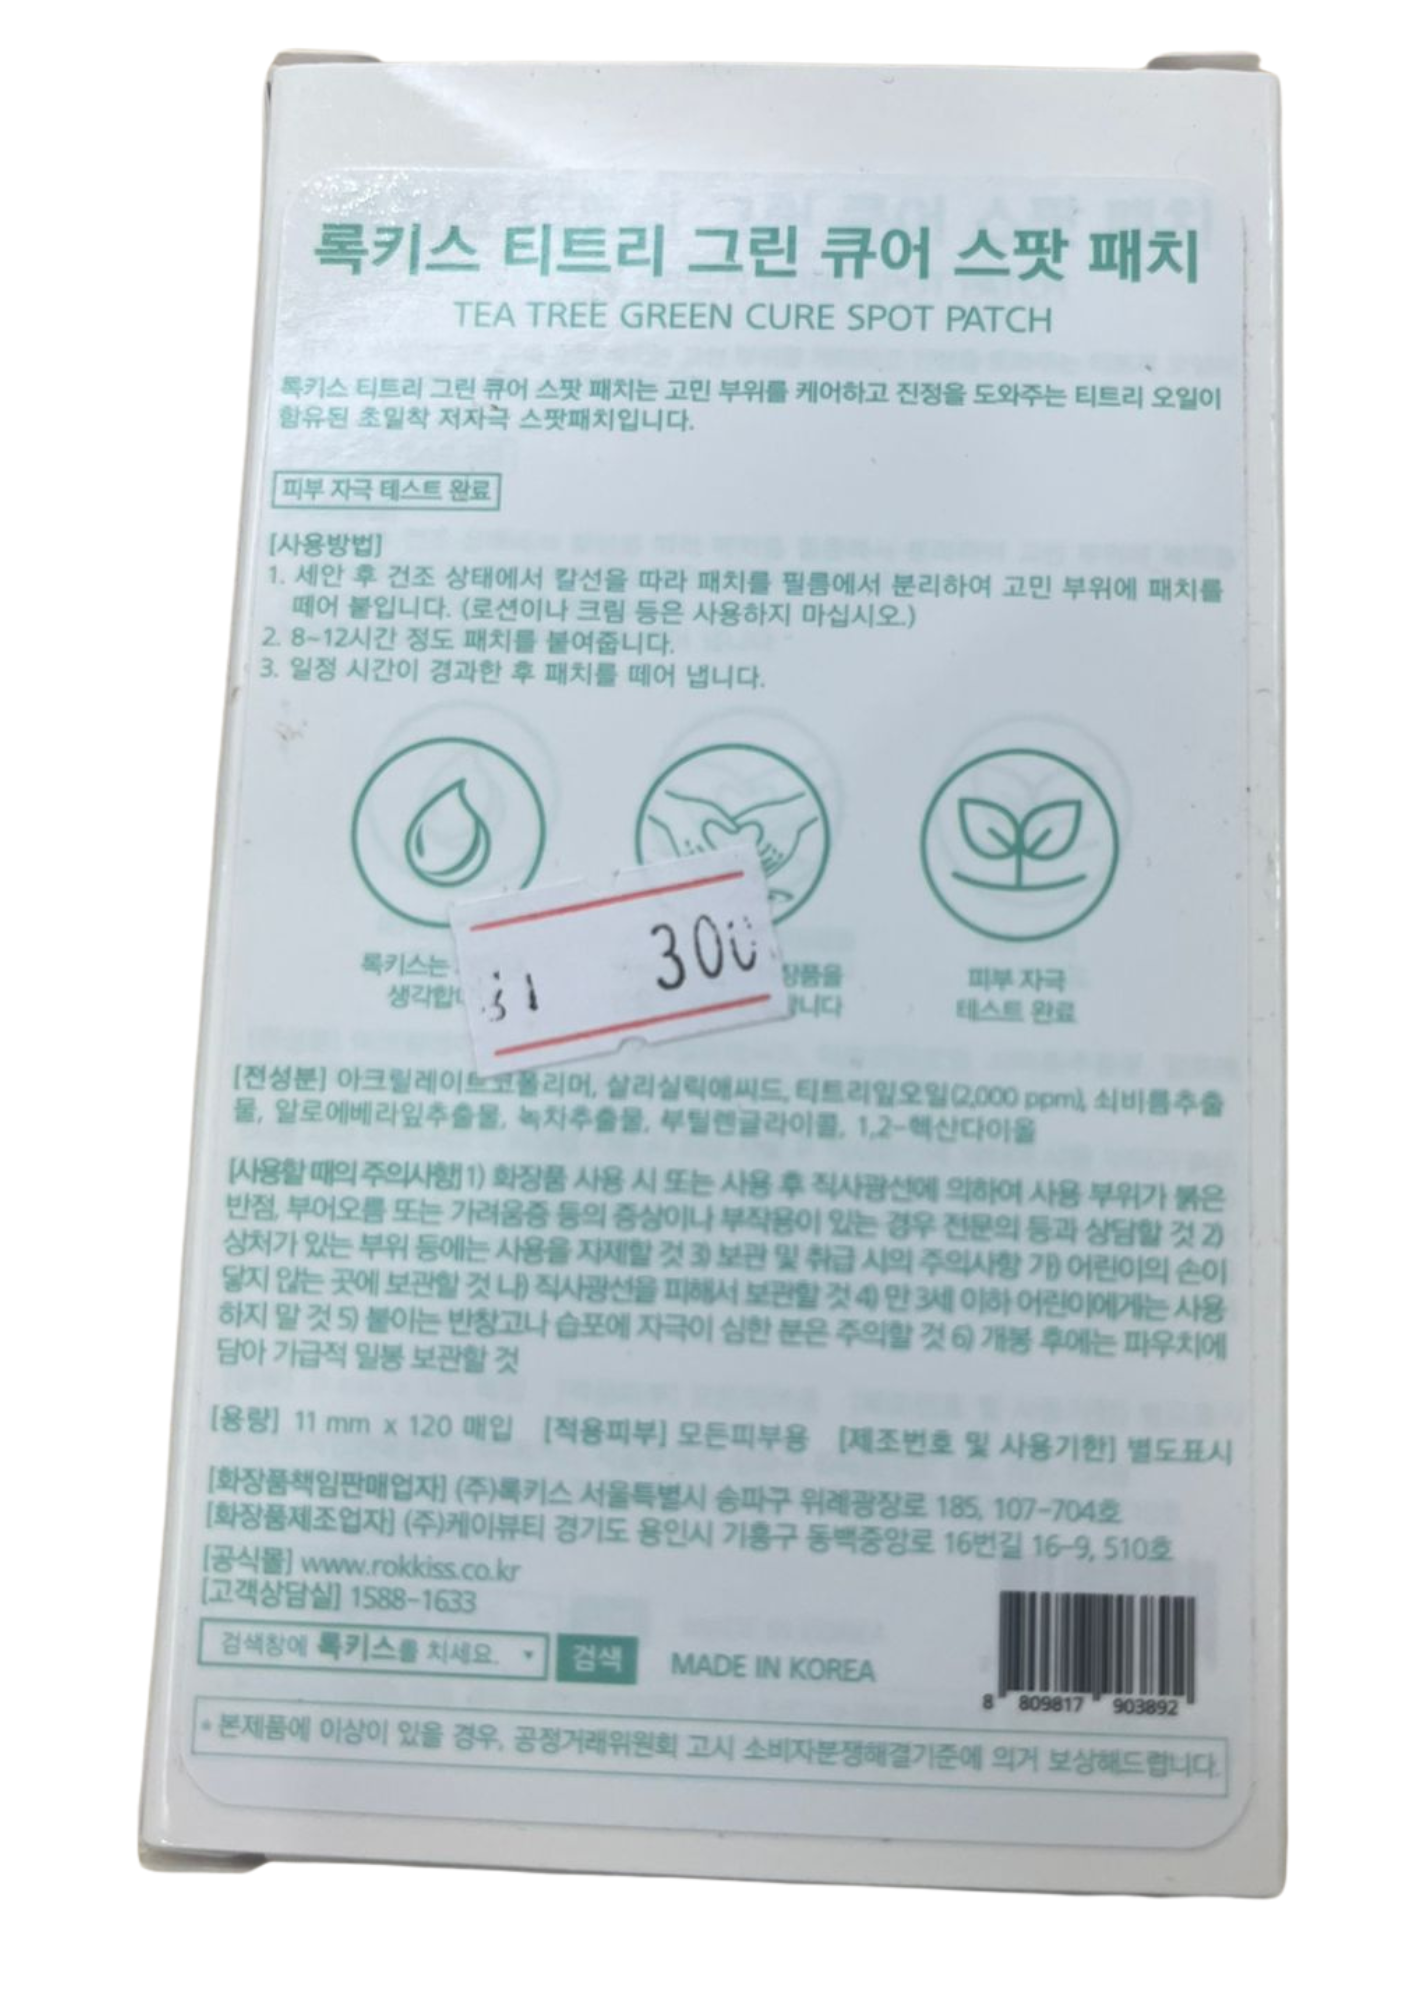 록키스 티트리 그린 큐어 스팟 패치
TEA TREE GREEN CURE SPOT PATCH
록키스 티트리 그린 큐어 스팟 패치는 고민 부위를 케어하고 진정을 도와주는 티트리 오일이
함유된 초밀착 저자극 스팟패치입니다.
피부 자극 테스트 완료
[사용방법]
1. 세안 후 건조 상태에서 칼선을 따라 패치를 필름에서 분리하여 고민 부위에 패치를
떼어 붙입니다. (로션이나 크림 등은 사용하지 마십시오.)
2. 8~12시간 정도 패치를 붙여줍니다.
3. 일정 시간이 경과한 후 패치를 떼어 냅니다.
록키스는
생각합
300
장품을
니다
피부 자극
테스트 완료
[전성분] 아크릴레이트코폴리머, 살리실릭애씨드, 티트리잎오일(2,000 ppm), 쇠비름추출
물, 알로에베라잎추출물, 녹차추출물, 부틸렌글라이콜, 1,2-헥산다이올
[사용할 때의 주의사항] 1) 화장품 사용 시 또는 사용 후 직사광선에 의하여 사용 부위가 붉은
반점, 부어오름 또는 가려움증 등의 증상이나 부작용이 있는 경우 전문의 등과 상담할 것 2)
상처가 있는 부위 등에는 사용을 자제할 것 3) 보관 및 취급 시의 주의사항 가) 어린이의 손이
닿지 않는 곳에 보관할 것 나) 직사광선을 피해서 보관할 것 4) 만 3세 이하 어린이에게는 사용
하지 말 것 5) 붙이는 반창고나 습포에 자극이 심한 분은 주의할 것 6) 개봉 후에는 파우치에
담아 가급적 밀봉 보관할 것
[용량] 11 mm x 120 매입 [적용피부] 모든피부용 [제조번호 및 사용기한] 별도표시
[화장품책임판매업자] (주)록키스 서울특별시 송파구 위례광장로 185, 107-704호
[화장품제조업자] (주)케이뷰티 경기도 용인시 기흥구 동백중앙로 16번길 16-9, 510호
[공식몰] www.rokkiss.co.kr
[고객상담실] 1588-1633
검색창에 록키스를 치세요. 검색 MADE IN KOREA
8 809817 903892
* 본제품에 이상이 있을 경우, 공정거래위원회 고시 소비자분쟁해결기준에 의거 보상해드립니다.